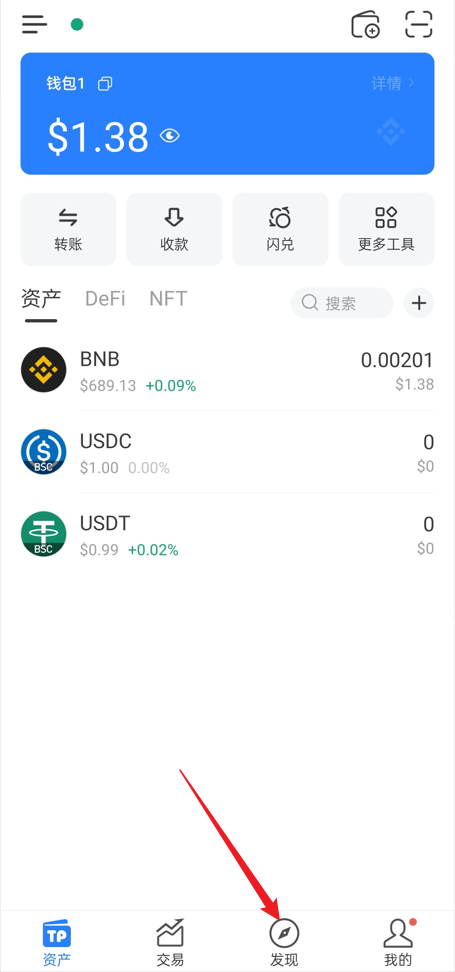 钱包1 详情 >
$1.38
转账 收款 闪兑 更多工具
资产 DeFi NFT 搜索
BNB 0.00201
$689.13 +0.09% $1.38
USDC 0
BSC $1.00 0.00% $0
USDT 0
BSC $0.99 +0.02% $0
TP
资产 交易 发现 我的